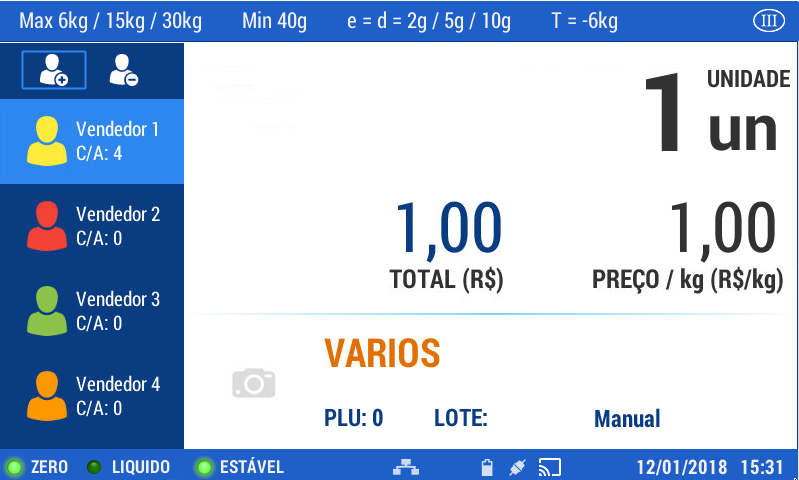 Max 6kg / 15kg / 30kg Min 40g e = d = 2g / 5g / 10g T = -6kg III
Vendedor 1
C/A: 4
Vendedor 2
C/A: 0
Vendedor 3
C/A: 0
Vendedor 4
C/A: 0
UNIDADE
1 un
1,00 1,00
TOTAL (R$) PREÇO / kg (R$/kg)
VARIOS
PLU: 0 LOTE: Manual
ZERO LIQUIDO ESTÁVEL 12/01/2018 15:31